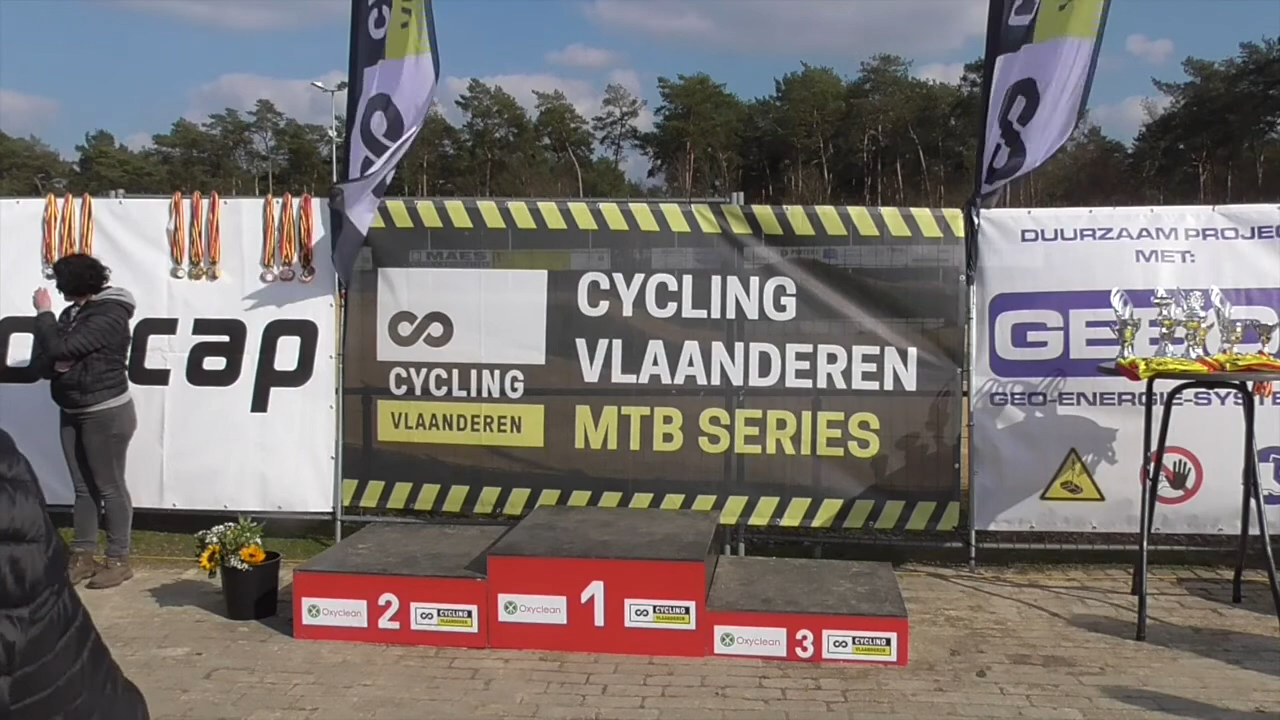 MAES
CYCLING
VLAANDEREN
MTB SERIES
CYCLING
VLAANDEREN
cap
DUURZAAM PROJEC
MET:
GEO-ENERGIE-SYSTE
Oxyclean
2
CYCLING
VLAANDEREN
Oxyclean
1
CYCLING
VLAANDEREN
Oxyclean
3
CYCLING
VLAANDEREN